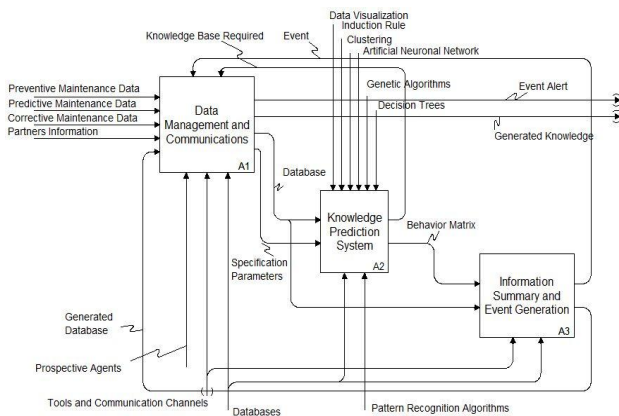 Data Visualization
Induction Rule
Clustering
Artificial Neuronal Network
Knowledge Base Required
Event
Genetic Algorithms
Decision Trees
Event Alert
Generated Knowledge
Preventive Maintenance Data
Predictive Maintenance Data
Corrective Maintenance Data
Partners Information
Data
Management and
Communications
A1
Database
Knowledge
Prediction
System
A2
Behavior Matrix
Specification
Parameters
Information
Summary and
Event Generation
A3
Generated
Database
Prospective Agents
Tools and Communication Channels
Databases
Pattern Recognition Algorithms